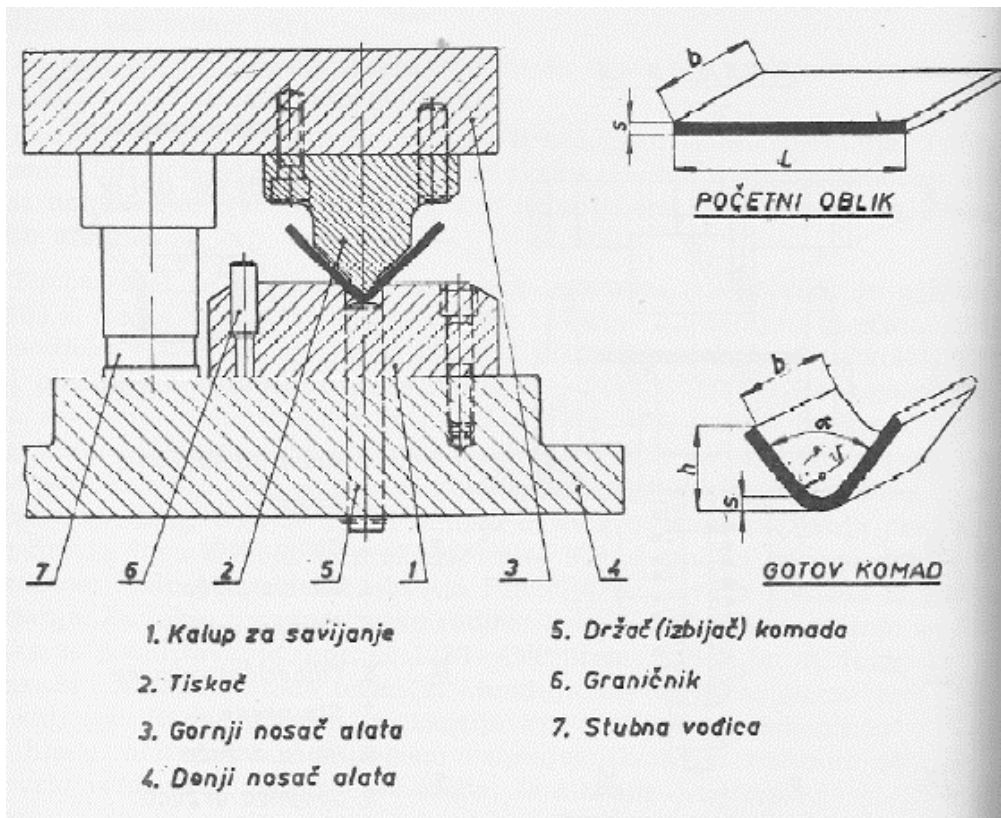 b
s
L
POČETNI OBLIK
b
α
h
s
7 6 2 5 1 3 4
GOTOV KOMAD
1. Kalup za savijanje
2. Tiskač
3. Gornji nosač alata
4. Donji nosač alata
5. Držač (izbijač) komada
6. Graničnik
7. Stubna vođica